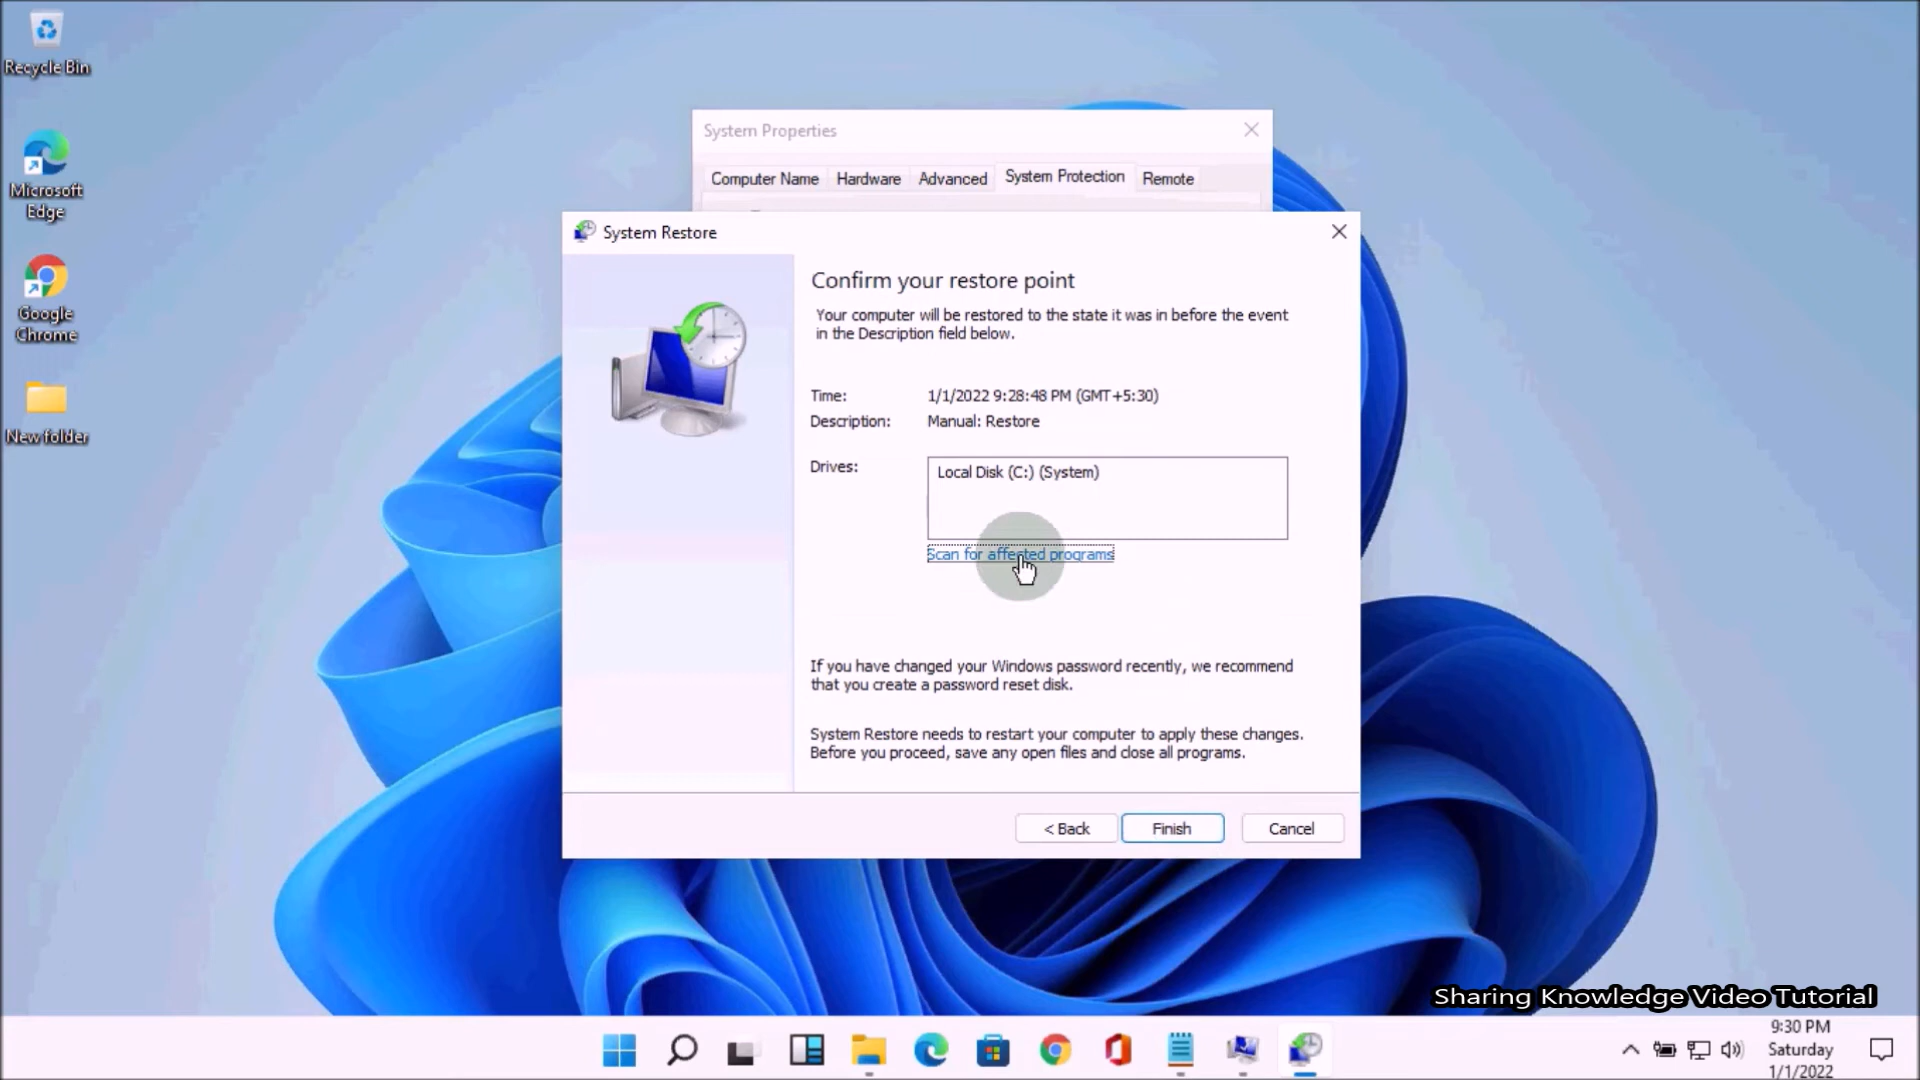 Recycle Bin
Microsoft
Edge
Google
Chrome
New folder
System Properties
Computer Name
Hardware
Advanced
System Protection
Remote
System Restore
Confirm your restore point
Your computer will be restored to the state it was in before the event
in the Description field below.
Time: 1/1/2022 9:28:48 PM (GMT+5:30)
Description: Manual: Restore
Drives: Local Disk (C:) (System)
Scan for affected programs
If you have changed your Windows password recently, we recommend
that you create a password reset disk.
System Restore needs to restart your computer to apply these changes.
Before you proceed, save any open files and close all programs.
< Back
Finish
Cancel
Sharing Knowledge Video Tutorial
9:30 PM
Saturday
1/1/2022